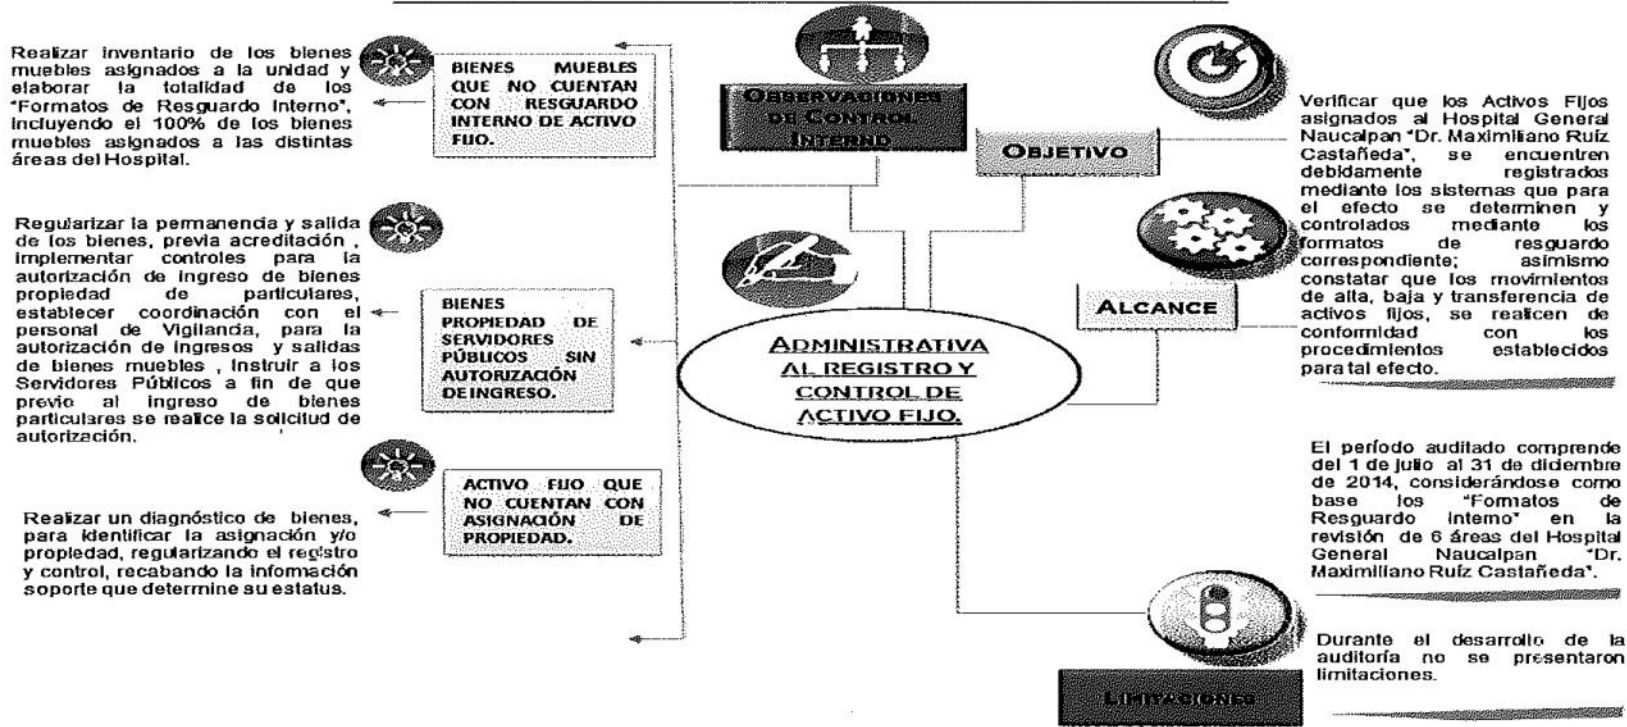 Realizar inventario de los bienes
muebles asignados a la unidad y
elaborar la totalidad de los
"Formatos de Resguardo Interno",
incluyendo el 100% de los bienes
muebles asignados a las distintas
áreas del Hospital.
BIENES MUEBLES
QUE NO CUENTAN
CON RESGUARDO
INTERNO DE ACTIVO
FIJO.
Regularizar la permanencia y salida
de los bienes, previa acreditación ,
implementar controles para la
autorización de ingreso de bienes
propiedad de particulares,
establecer coordinación con el
personal de Vigilancia, para la
autorización de ingresos y salidas
de bienes muebles , Instruir a los
Servidores Públicos a fin de que
previo al ingreso de bienes
particulares se realice la solicitud de
autorización.
BIENES
PROPIEDAD DE
SERVIDORES
PÚBLICOS SIN
AUTORIZACIÓN
DE INGRESO.
Realizar un diagnóstico de bienes,
para identificar la asignación y/o
propiedad, regularizando el registro
y control, recabando la información
soporte que determine su estatus.
ACTIVO FIJO QUE
NO CUENTAN CON
ASIGNACIÓN DE
PROPIEDAD.
OBSERVACIONES
DE CONTROL
INTERNO
ADMINISTRATIVA
AL REGISTRO Y
CONTROL DE
ACTIVO FIJO.
OBJETIVO
Verificar que los Activos Fijos
asignados al Hospital General
Naucalpan "Dr. Maximiliano Ruíz
Castañeda", se encuentren
debidamente registrados
mediante los sistemas que para
el efecto se determinen y
controlados mediante los
formatos de resguardo
correspondiente; asímismo
constatar que los movimientos
de alta, baja y transferencia de
activos fijos, se realicen de
conformidad con los
procedimientos establecidos
para tal efecto.
ALCANCE
El período auditado comprende
del 1 de julio al 31 de diciembre
de 2014, considerándose como
base los "Formatos de
Resguardo Interno" en la
revisión de 6 áreas del Hospital
General Naucalpan "Dr.
Maximiliano Ruíz Castañeda".
LIMITACIONES
Durante el desarrollo de la
auditoría no se presentaron
limitaciones.